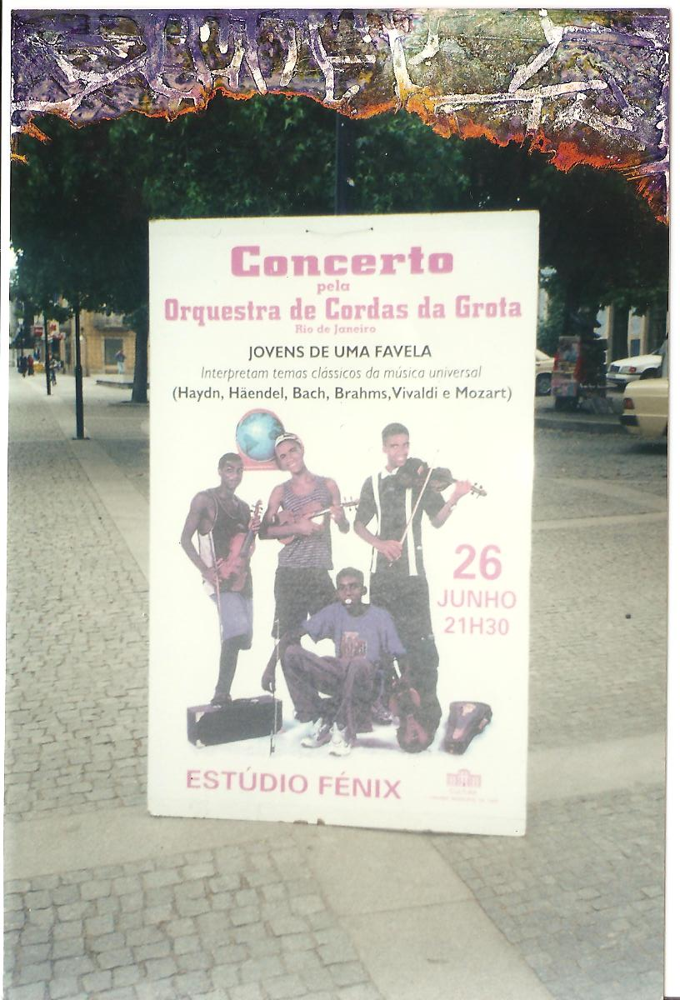 Concerto
pela
Orquestra de Cordas da Grota
Rio de Janeiro
JOVENS DE UMA FAVELA
Interpretam temas clássicos da música universal
(Haydn, Häendel, Bach, Brahms, Vivaldi e Mozart)
26
JUNHO
21H30
ESTÚDIO FÉNIX